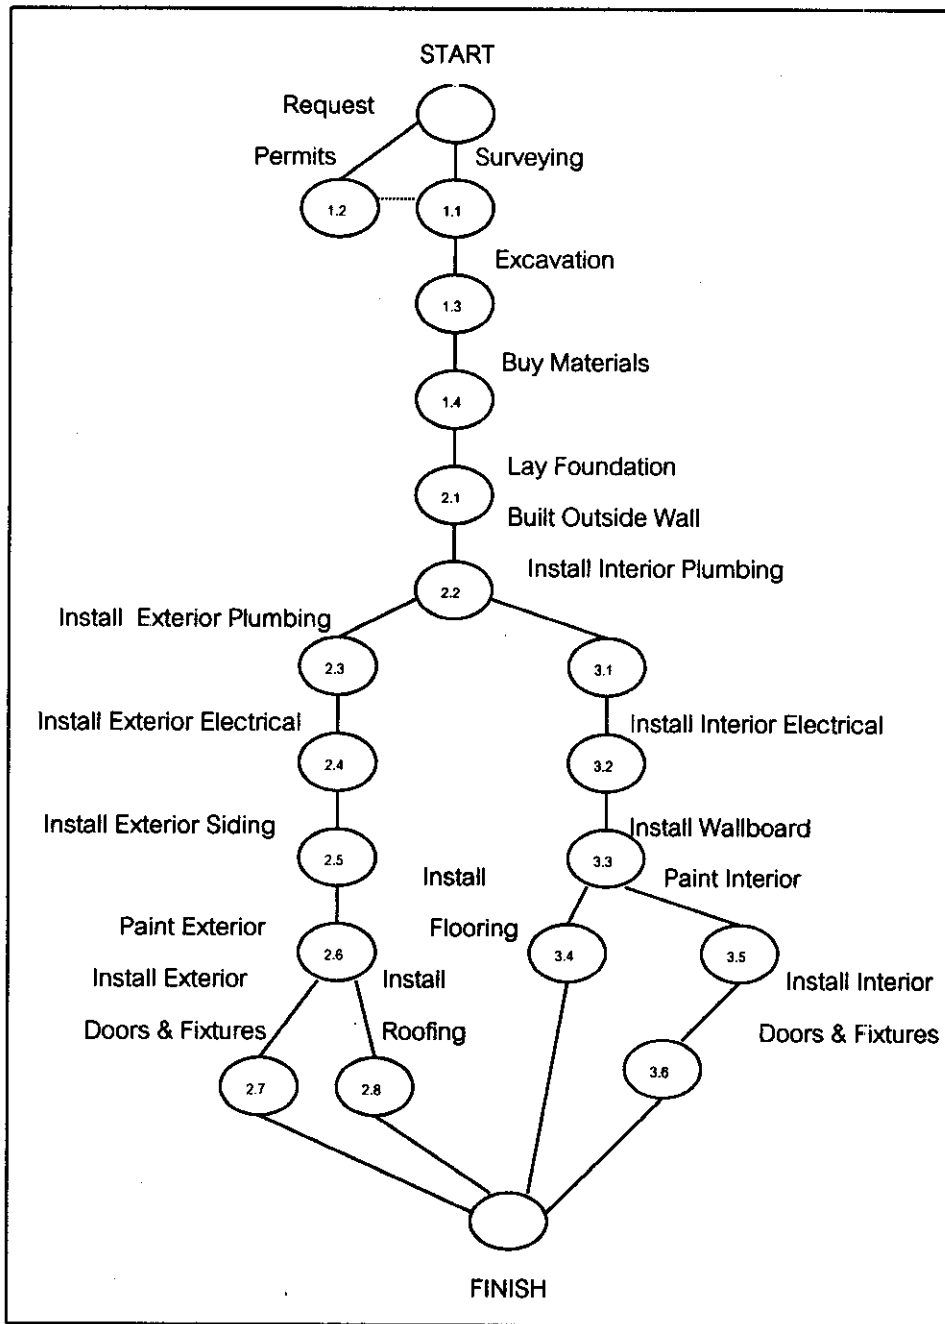 START
Request
Permits
Surveying
1.2
1.1
Excavation
1.3
Buy Materials
1.4
Lay Foundation
2.1
Built Outside Wall
Install Interior Plumbing
2.2
Install Exterior Plumbing
2.3
3.1
Install Exterior Electrical
Install Interior Electrical
2.4
3.2
Install Exterior Siding
Install Wallboard
2.5
3.3
Install
Paint Interior
Paint Exterior
Flooring
2.6
3.4
3.5
Install Exterior
Install
Install Interior
Doors & Fixtures
Roofing
Doors & Fixtures
2.7
2.8
3.6
FINISH